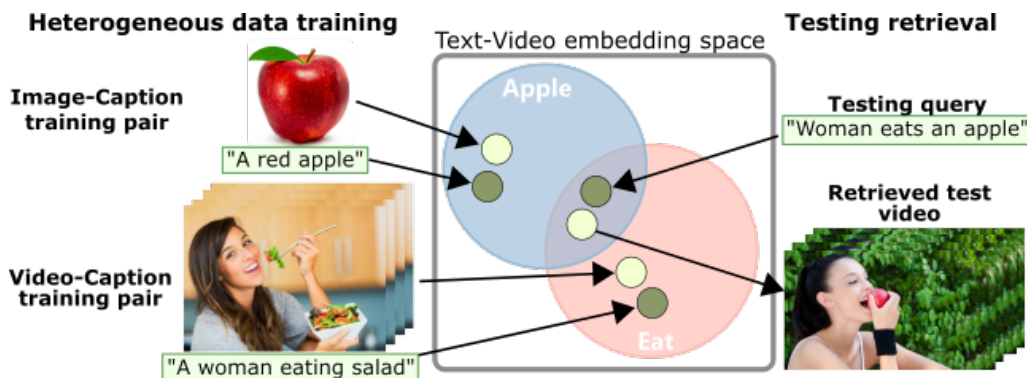 Heterogeneous data training
Testing retrieval
Text-Video embedding space
Image-Caption
training pair
"A red apple"
Apple
Testing query
"Woman eats an apple"
Retrieved test
video
Video-Caption
training pair
"A woman eating salad"
Eat